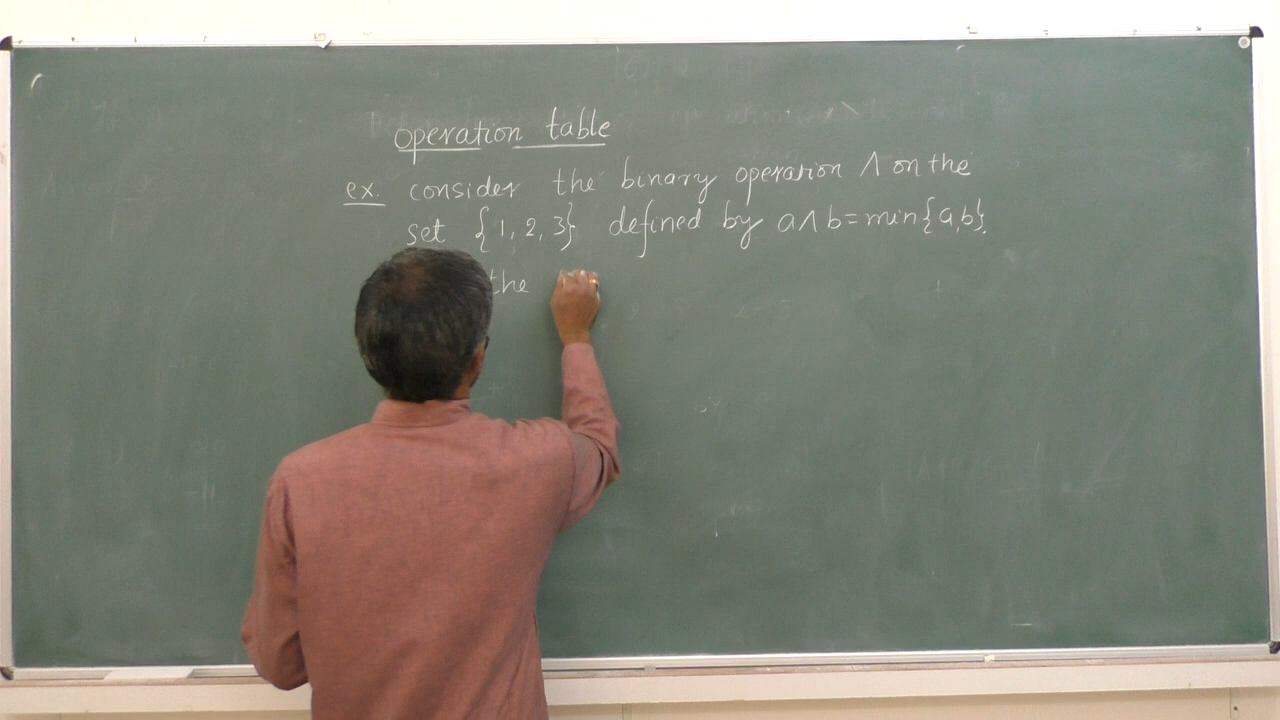 operation table
ex. consider the binary operation ∧ on the
set {1, 2, 3} defined by a∧b=min{a,b}.
the